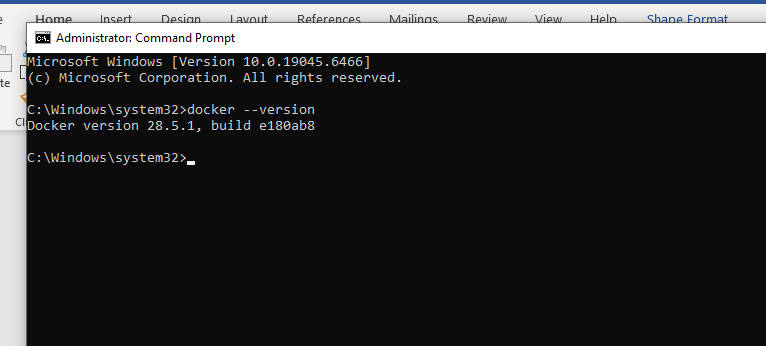 Home Insert Design Layout References Mailings Review View Help Shape Format
Administrator: Command Prompt
Microsoft Windows [Version 10.0.19045.6466]
(c) Microsoft Corporation. All rights reserved.
C:\Windows\system32>docker --version
Docker version 28.5.1, build e180ab8
C:\Windows\system32>